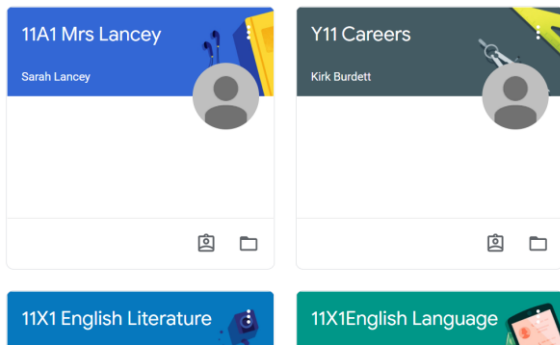 11A1 Mrs Lancey
Sarah Lancey
Y11 Careers
Kirk Burdett
11X1 English Literature
11X1English Language